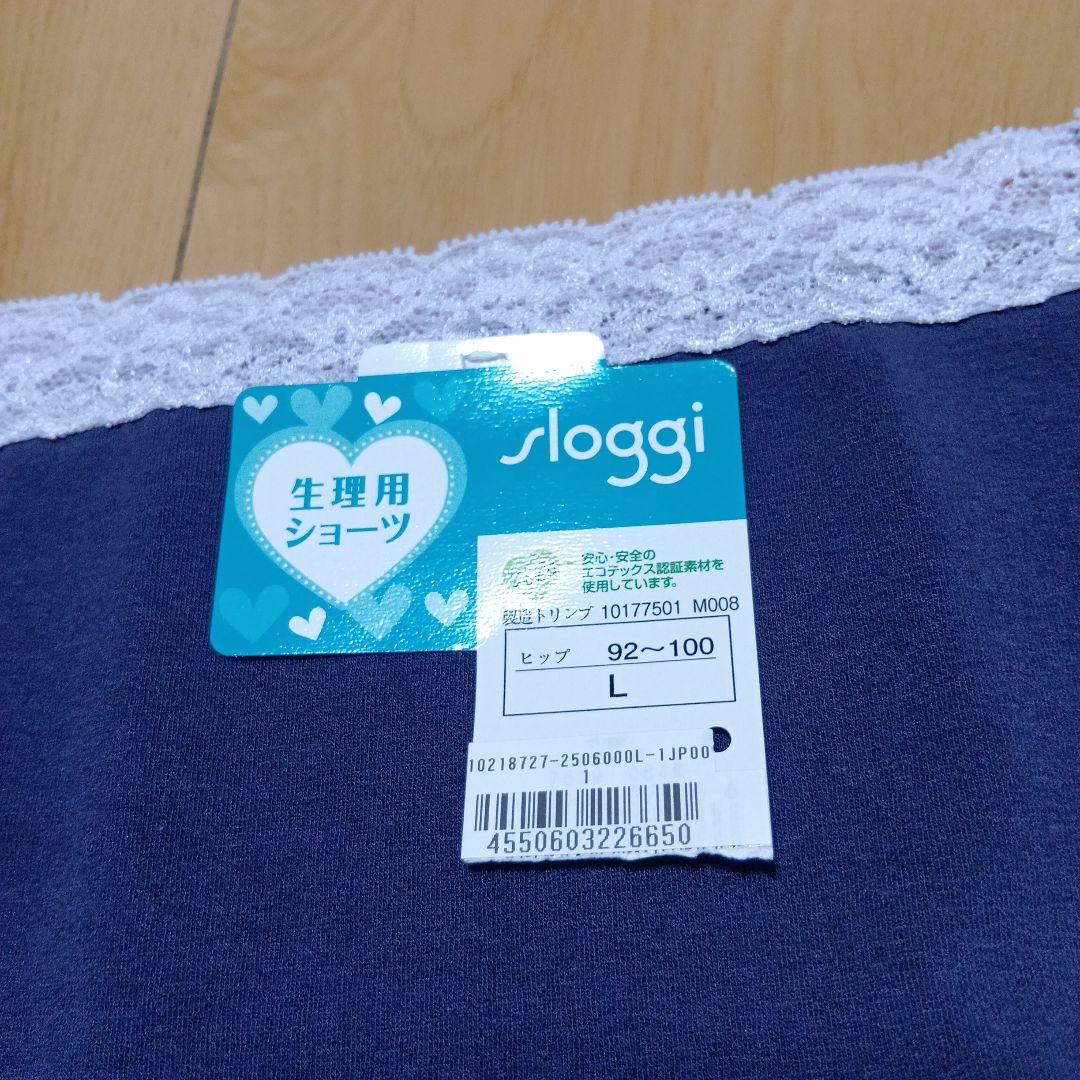 sloggi
生理用
ショーツ
安心・安全の
エコテックス認証素材を
使用しています。
製造トリンプ 10177501 M008
ヒップ 92〜100
L
10218727-2506000L-1JP00
1
4550603226650